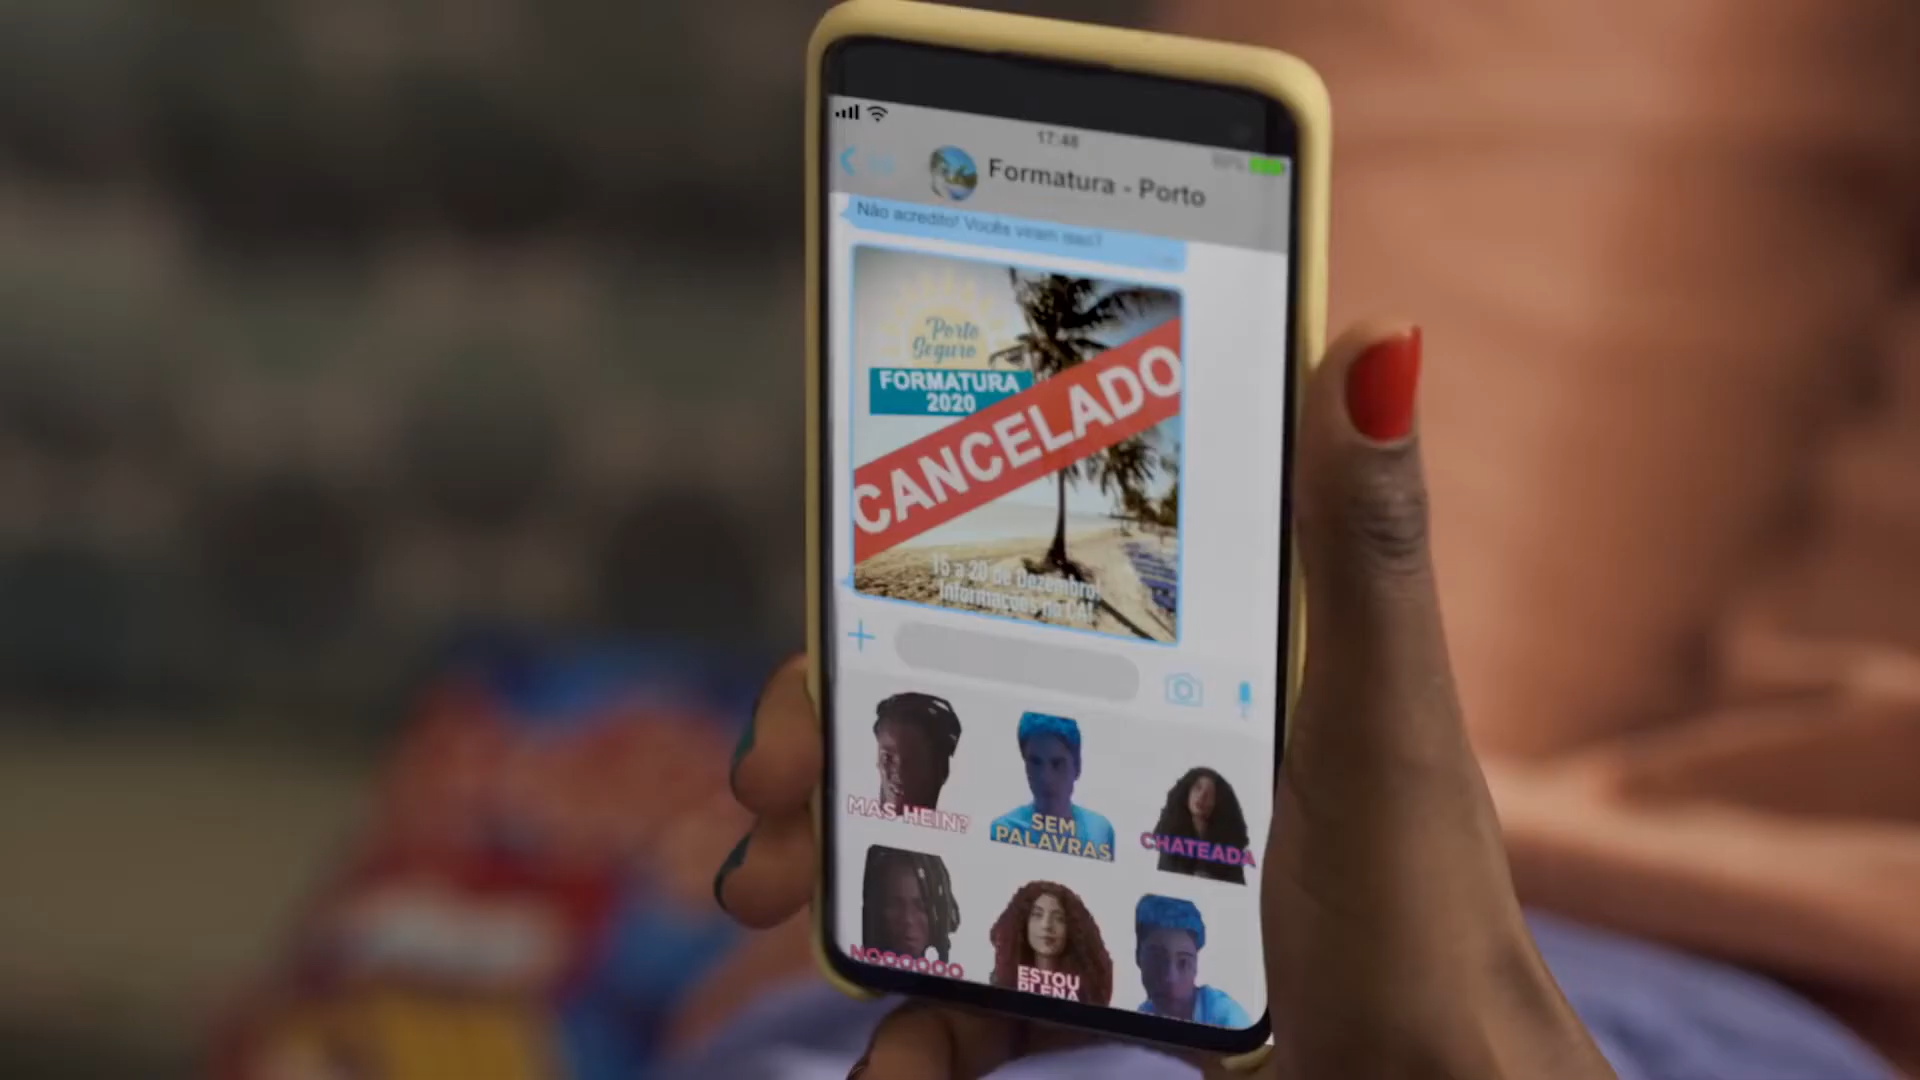 17:48
Formatura - Porto
Não acredito! Vocês viram isso?
Porto
Seguro
FORMATURA
2020
CANCELADO
15 a 20 de Dezembro!
Informações no CA!
MAS HEIN?
SEM
PALAVRAS
CHATEADA
NOOOOOO
ESTOU
PLENA